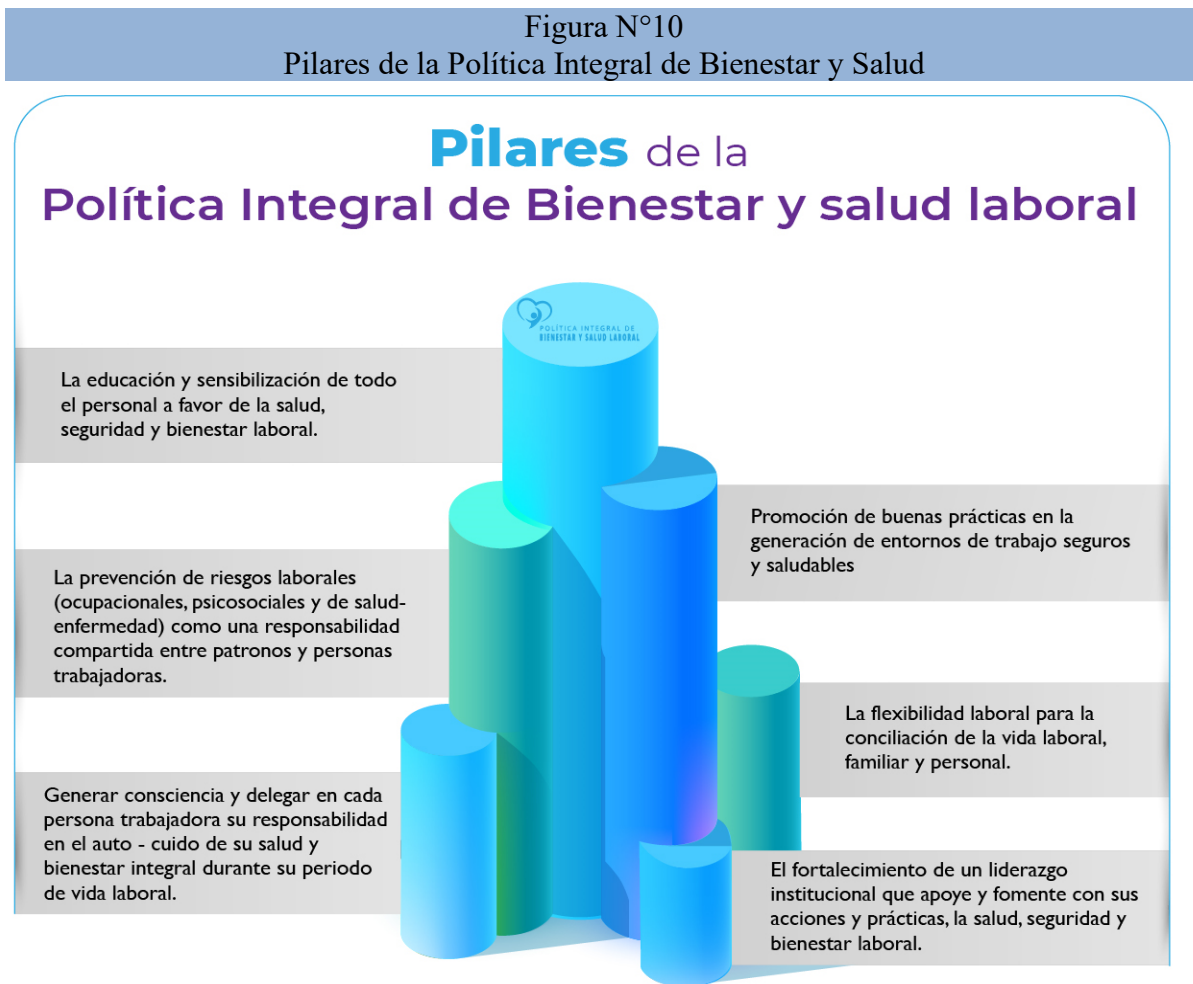 Figura N°10
Pilares de la Política Integral de Bienestar y Salud
Pilares de la
Política Integral de Bienestar y salud laboral
POLÍTICA INTEGRAL DE
BIENESTAR Y SALUD LABORAL
La educación y sensibilización de todo
el personal a favor de la salud,
seguridad y bienestar laboral.
Promoción de buenas prácticas en la
generación de entornos de trabajo seguros
y saludables
La prevención de riesgos laborales
(ocupacionales, psicosociales y de salud-
enfermedad) como una responsabilidad
compartida entre patronos y personas
trabajadoras.
La flexibilidad laboral para la
conciliación de la vida laboral,
familiar y personal.
Generar consciencia y delegar en cada
persona trabajadora su responsabilidad
en el auto - cuido de su salud y
bienestar integral durante su periodo
de vida laboral.
El fortalecimiento de un liderazgo
institucional que apoye y fomente con sus
acciones y prácticas, la salud, seguridad y
bienestar laboral.